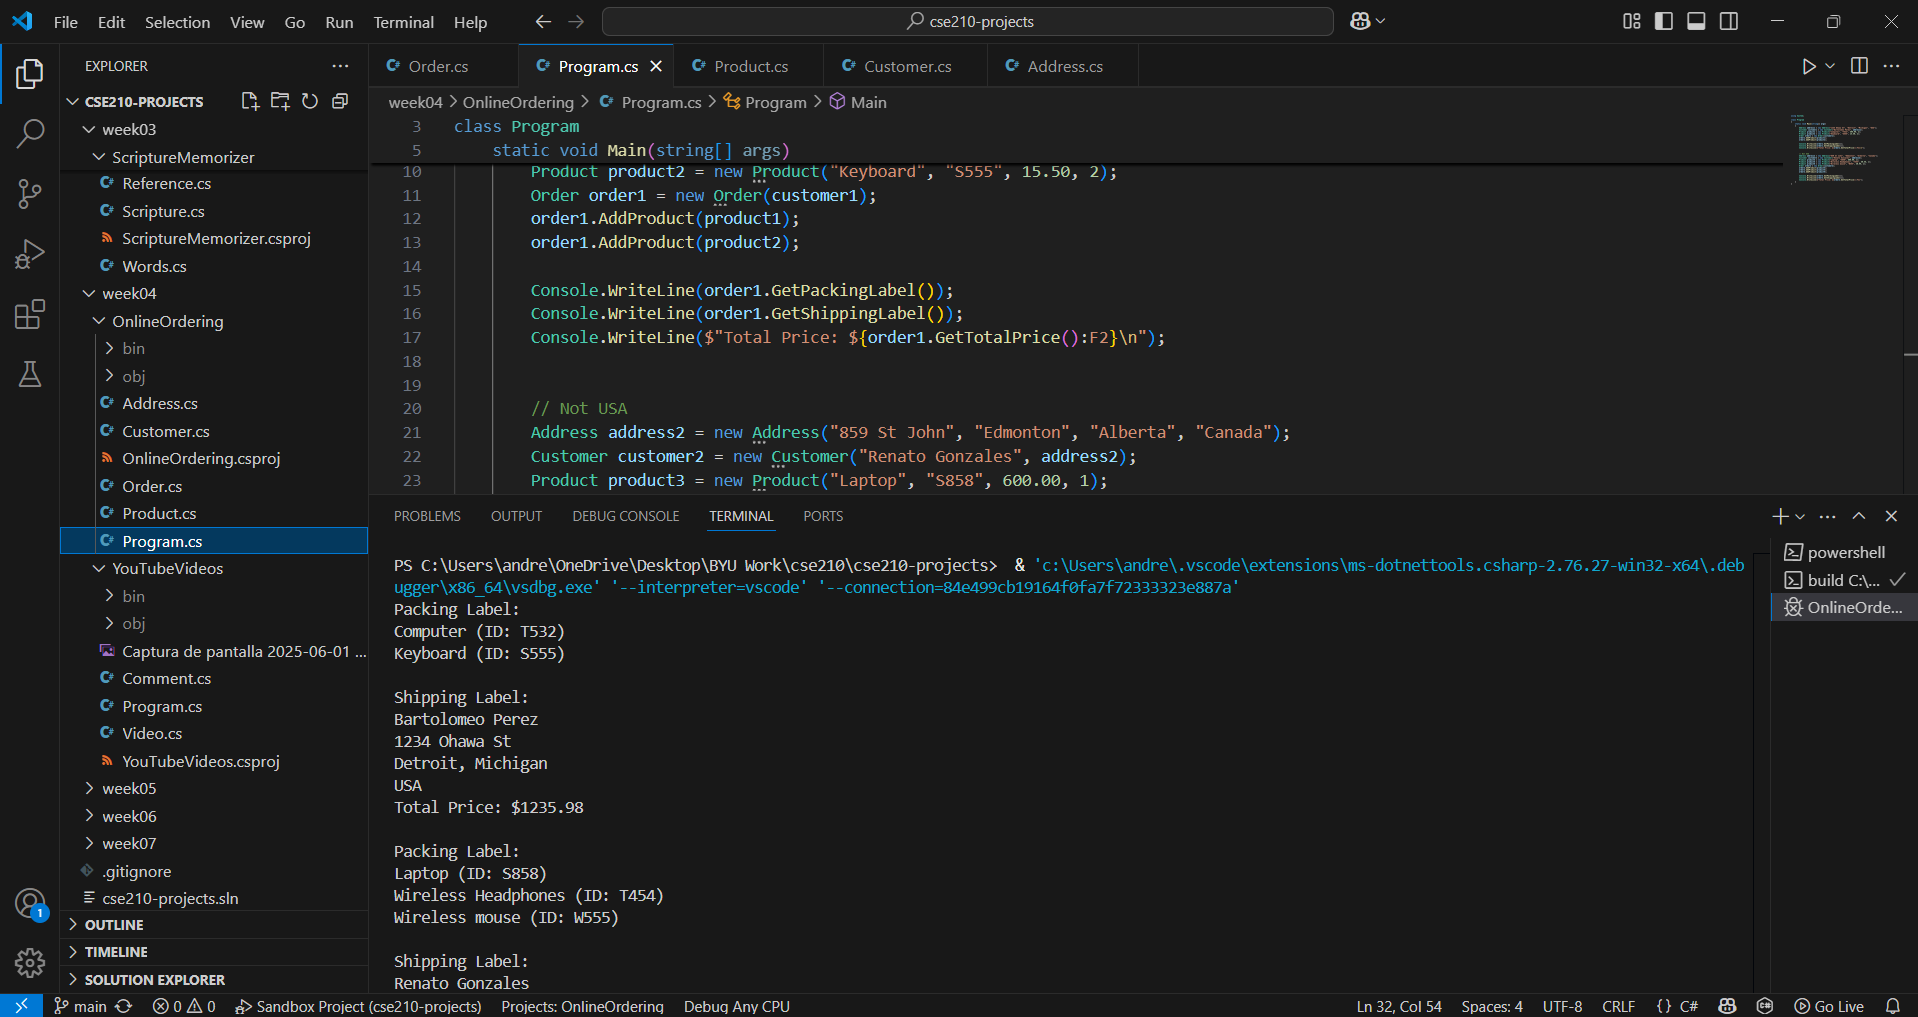 File Edit Selection View Go Run Terminal Help
cse210-projects
EXPLORER
CSE210-PROJECTS
week03
ScriptureMemorizer
Reference.cs
Scripture.cs
ScriptureMemorizer.csproj
Words.cs
week04
OnlineOrdering
bin
obj
Address.cs
Customer.cs
OnlineOrdering.csproj
Order.cs
Product.cs
Program.cs
YouTubeVideos
bin
obj
Captura de pantalla 2025-06-01 ...
Comment.cs
Program.cs
Video.cs
YouTubeVideos.csproj
week05
week06
week07
.gitignore
cse210-projects.sln
OUTLINE
TIMELINE
SOLUTION EXPLORER
1
Order.cs Program.cs Product.cs Customer.cs Address.cs
week04 > OnlineOrdering > Program.cs > Program > Main
3 class Program
5 static void Main(string[] args)
10 Product product2 = new Product("Keyboard", "S555", 15.50, 2);
11 Order order1 = new Order(customer1);
12 order1.AddProduct(product1);
13 order1.AddProduct(product2);
14
15 Console.WriteLine(order1.GetPackingLabel());
16 Console.WriteLine(order1.GetShippingLabel());
17 Console.WriteLine($"Total Price: ${order1.GetTotalPrice():F2}\n");
18
19
20 // Not USA
21 Address address2 = new Address("859 St John", "Edmonton", "Alberta", "Canada");
22 Customer customer2 = new Customer("Renato Gonzales", address2);
23 Product product3 = new Product("Laptop", "S858", 600.00, 1);
PROBLEMS OUTPUT DEBUG CONSOLE TERMINAL PORTS
PS C:\Users\andre\OneDrive\Desktop\BYU Work\cse210\cse210-projects> & 'c:\Users\andre\.vscode\extensions\ms-dotnettools.csharp-2.76.27-win32-x64\.deb
ugger\x86_64\vsdbg.exe' '--interpreter=vscode' '--connection=84e499cb19164f0fa7f72333323e887a'
Packing Label:
Computer (ID: T532)
Keyboard (ID: S555)
Shipping Label:
Bartolomeo Perez
1234 Ohawa St
Detroit, Michigan
USA
Total Price: $1235.98
Packing Label:
Laptop (ID: S858)
Wireless Headphones (ID: T454)
Wireless mouse (ID: W555)
Shipping Label:
Renato Gonzales
powershell
build C:\...
OnlineOrde...
main 0 0 Sandbox Project (cse210-projects) Projects: OnlineOrdering Debug Any CPU Ln 32, Col 54 Spaces: 4 UTF-8 CRLF {} C# Go Live